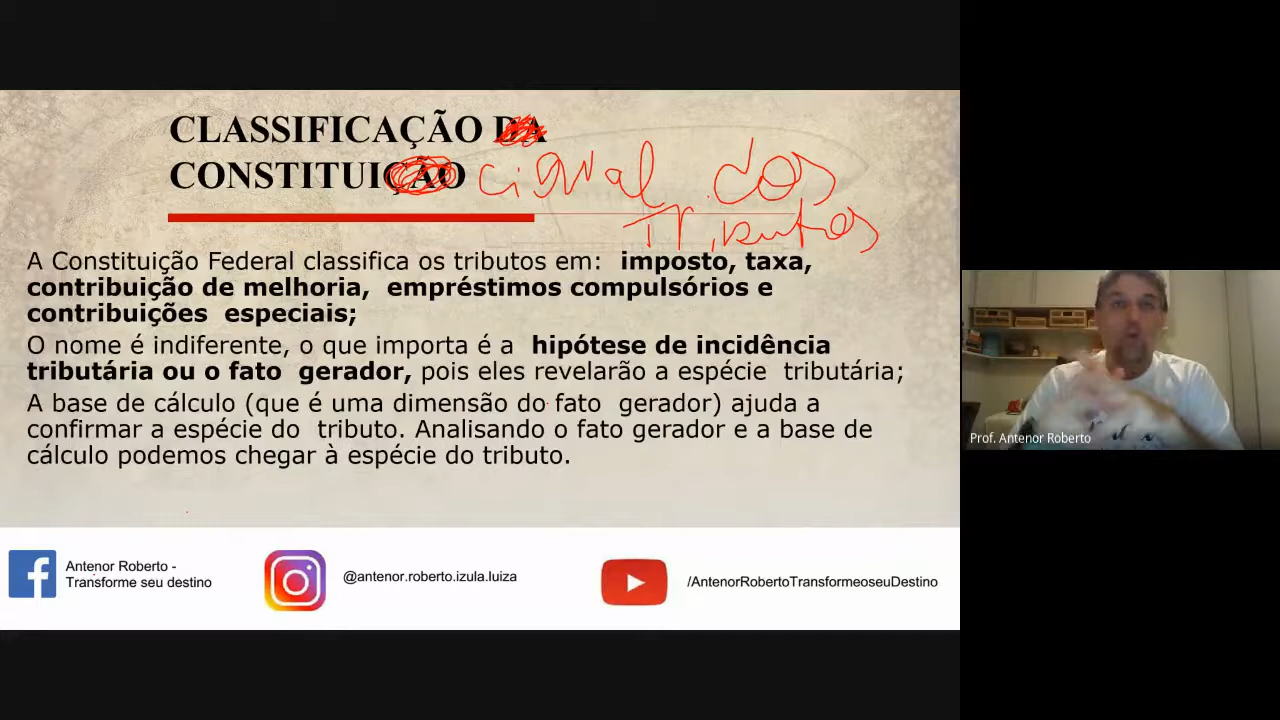 CLASSIFICAÇÃO DA
CONSTITUIÇÃO cional dos
Tributos
A Constituição Federal classifica os tributos em: imposto, taxa,
contribuição de melhoria, empréstimos compulsórios e
contribuições especiais;
O nome é indiferente, o que importa é a hipótese de incidência
tributária ou o fato gerador, pois eles revelarão a espécie tributária;
A base de cálculo (que é uma dimensão do fato gerador) ajuda a
confirmar a espécie do tributo. Analisando o fato gerador e a base de
cálculo podemos chegar à espécie do tributo.
Antenor Roberto -
Transforme seu destino
@antenor.roberto.izula.luiza
/AntenorRobertoTransformeoseuDestino
Prof. Antenor Roberto